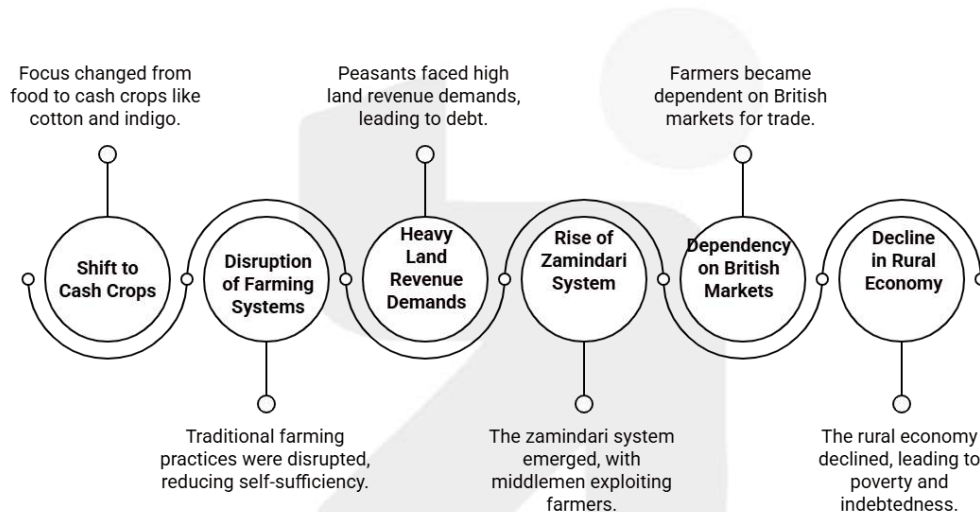 Focus changed from
food to cash crops like
cotton and indigo.
Shift to
Cash Crops
Disruption
of Farming
Systems
Traditional farming
practices were disrupted,
reducing self-sufficiency.
Peasants faced high
land revenue demands,
leading to debt.
Heavy
Land
Revenue
Demands
Rise of
Zamindari
System
The zamindari system
emerged, with
middlemen exploiting
farmers.
Farmers became
dependent on British
markets for trade.
Dependency
on British
Markets
Decline
in Rural
Economy
The rural economy
declined, leading to
poverty and
indebtedness.